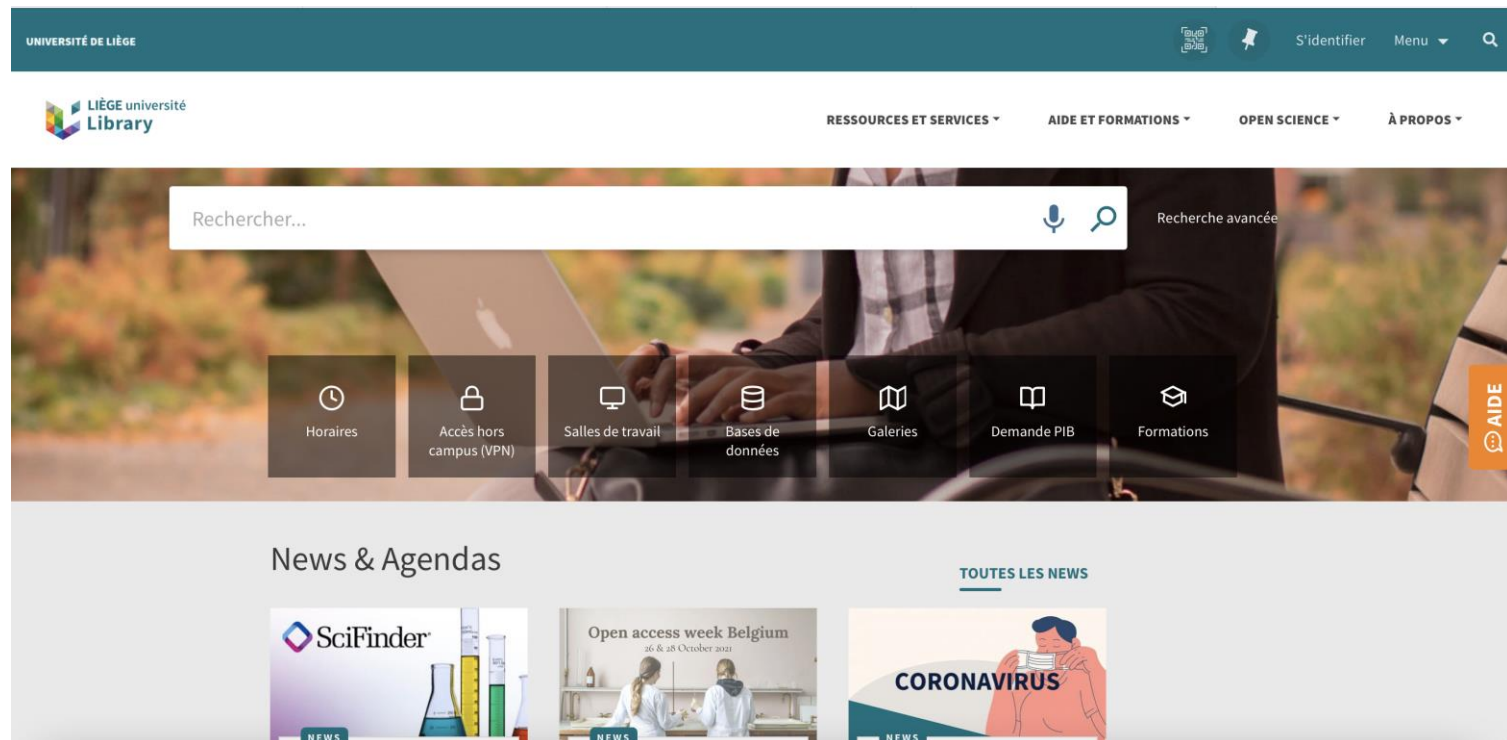 UNIVERSITÉ DE LIÈGE
S'identifier
Menu
LIÈGE université
Library
RESSOURCES ET SERVICES
AIDE ET FORMATIONS
OPEN SCIENCE
À PROPOS
Rechercher...
Recherche avancée
Horaires
Accès hors
campus (VPN)
Salles de travail
Bases de
données
Galeries
Demande PIB
Formations
AIDE
News & Agendas
TOUTES LES NEWS
SciFinder
NEWS
Open access week Belgium
26 & 28 October 2021
NEWS
CORONAVIRUS
NEWS